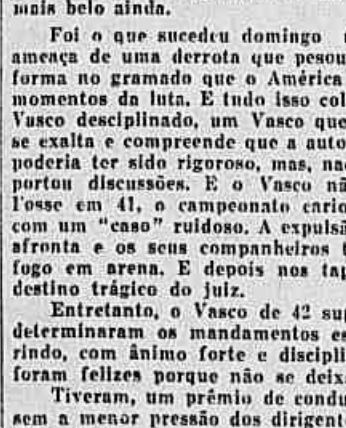 mais belo ainda.
Foi o que sucedeu domingo
ameaça de uma derrota que pesou
forma no gramado que o América
momentos da luta. E tudo isso col
Vasco desciplinado, um Vasco que
se exalta e compreende que a auto
poderia ter sido rigoroso, mas, na
portou discussões. E o Vasco nã
Fosse em 41, o campeonato cario
com um "caso" ruidoso. A expulsã
afronta e os seus companheiros t
fogo em arena. E depois nos tap
destino trágico do juiz.
Entretanto, o Vasco de 42 sup
determinaram os mandamentos es
rindo, com ânimo forte e discipli
foram felizes porque não se deix
Tiveram, um prêmio de condu
sem a menor pressão dos dirigent